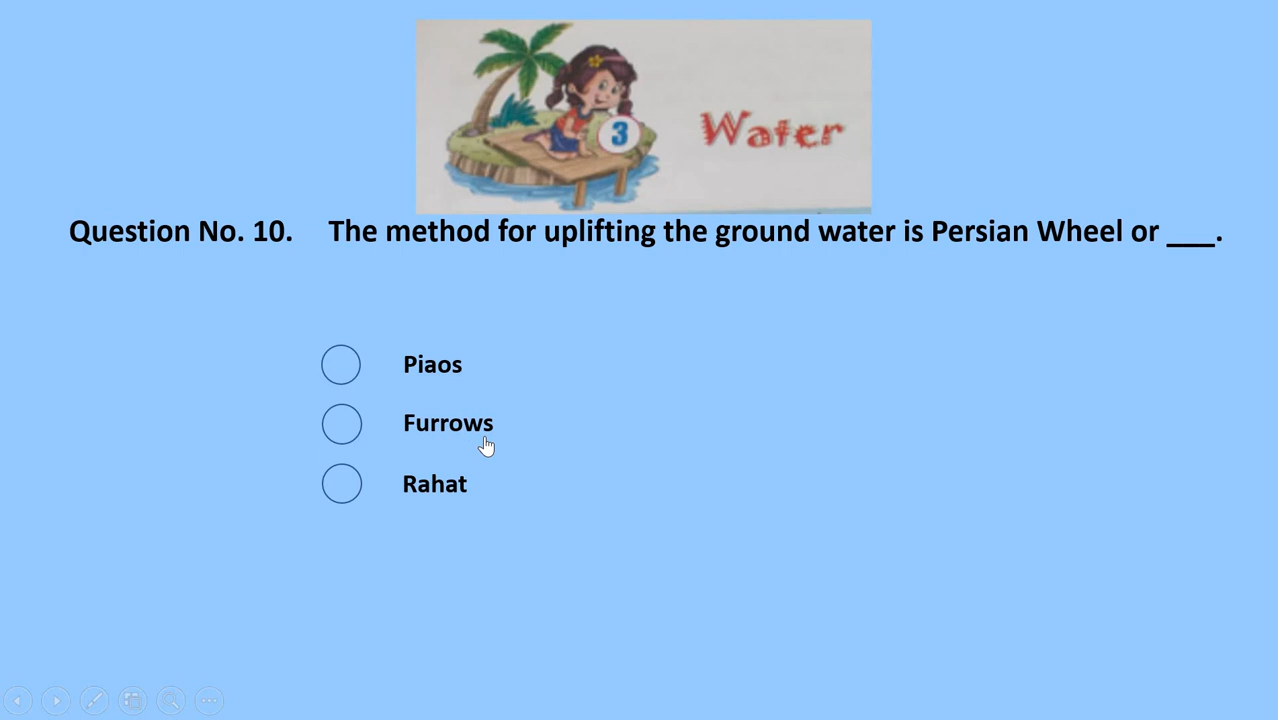 3
Water
Question No. 10. The method for uplifting the ground water is Persian Wheel or ___.
Piaos
Furrows
Rahat